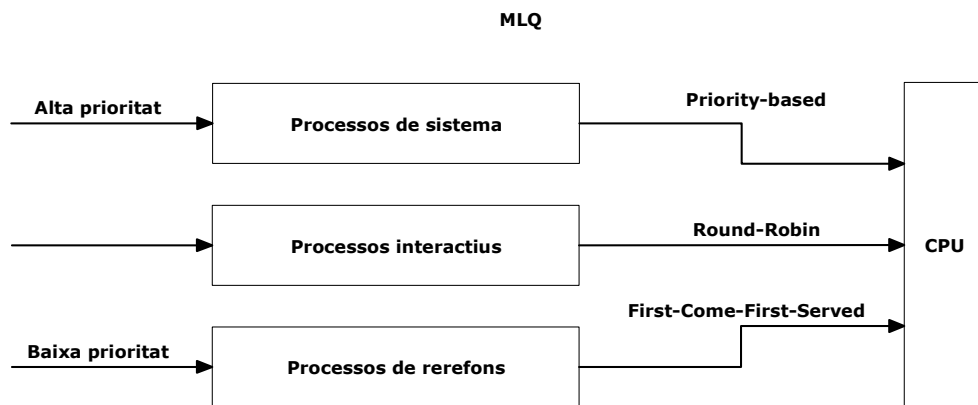 MLQ
Alta prioritat
Processos de sistema
Priority-based
Processos interactius
Round-Robin
CPU
First-Come-First-Served
Baixa prioritat
Processos de rerefons